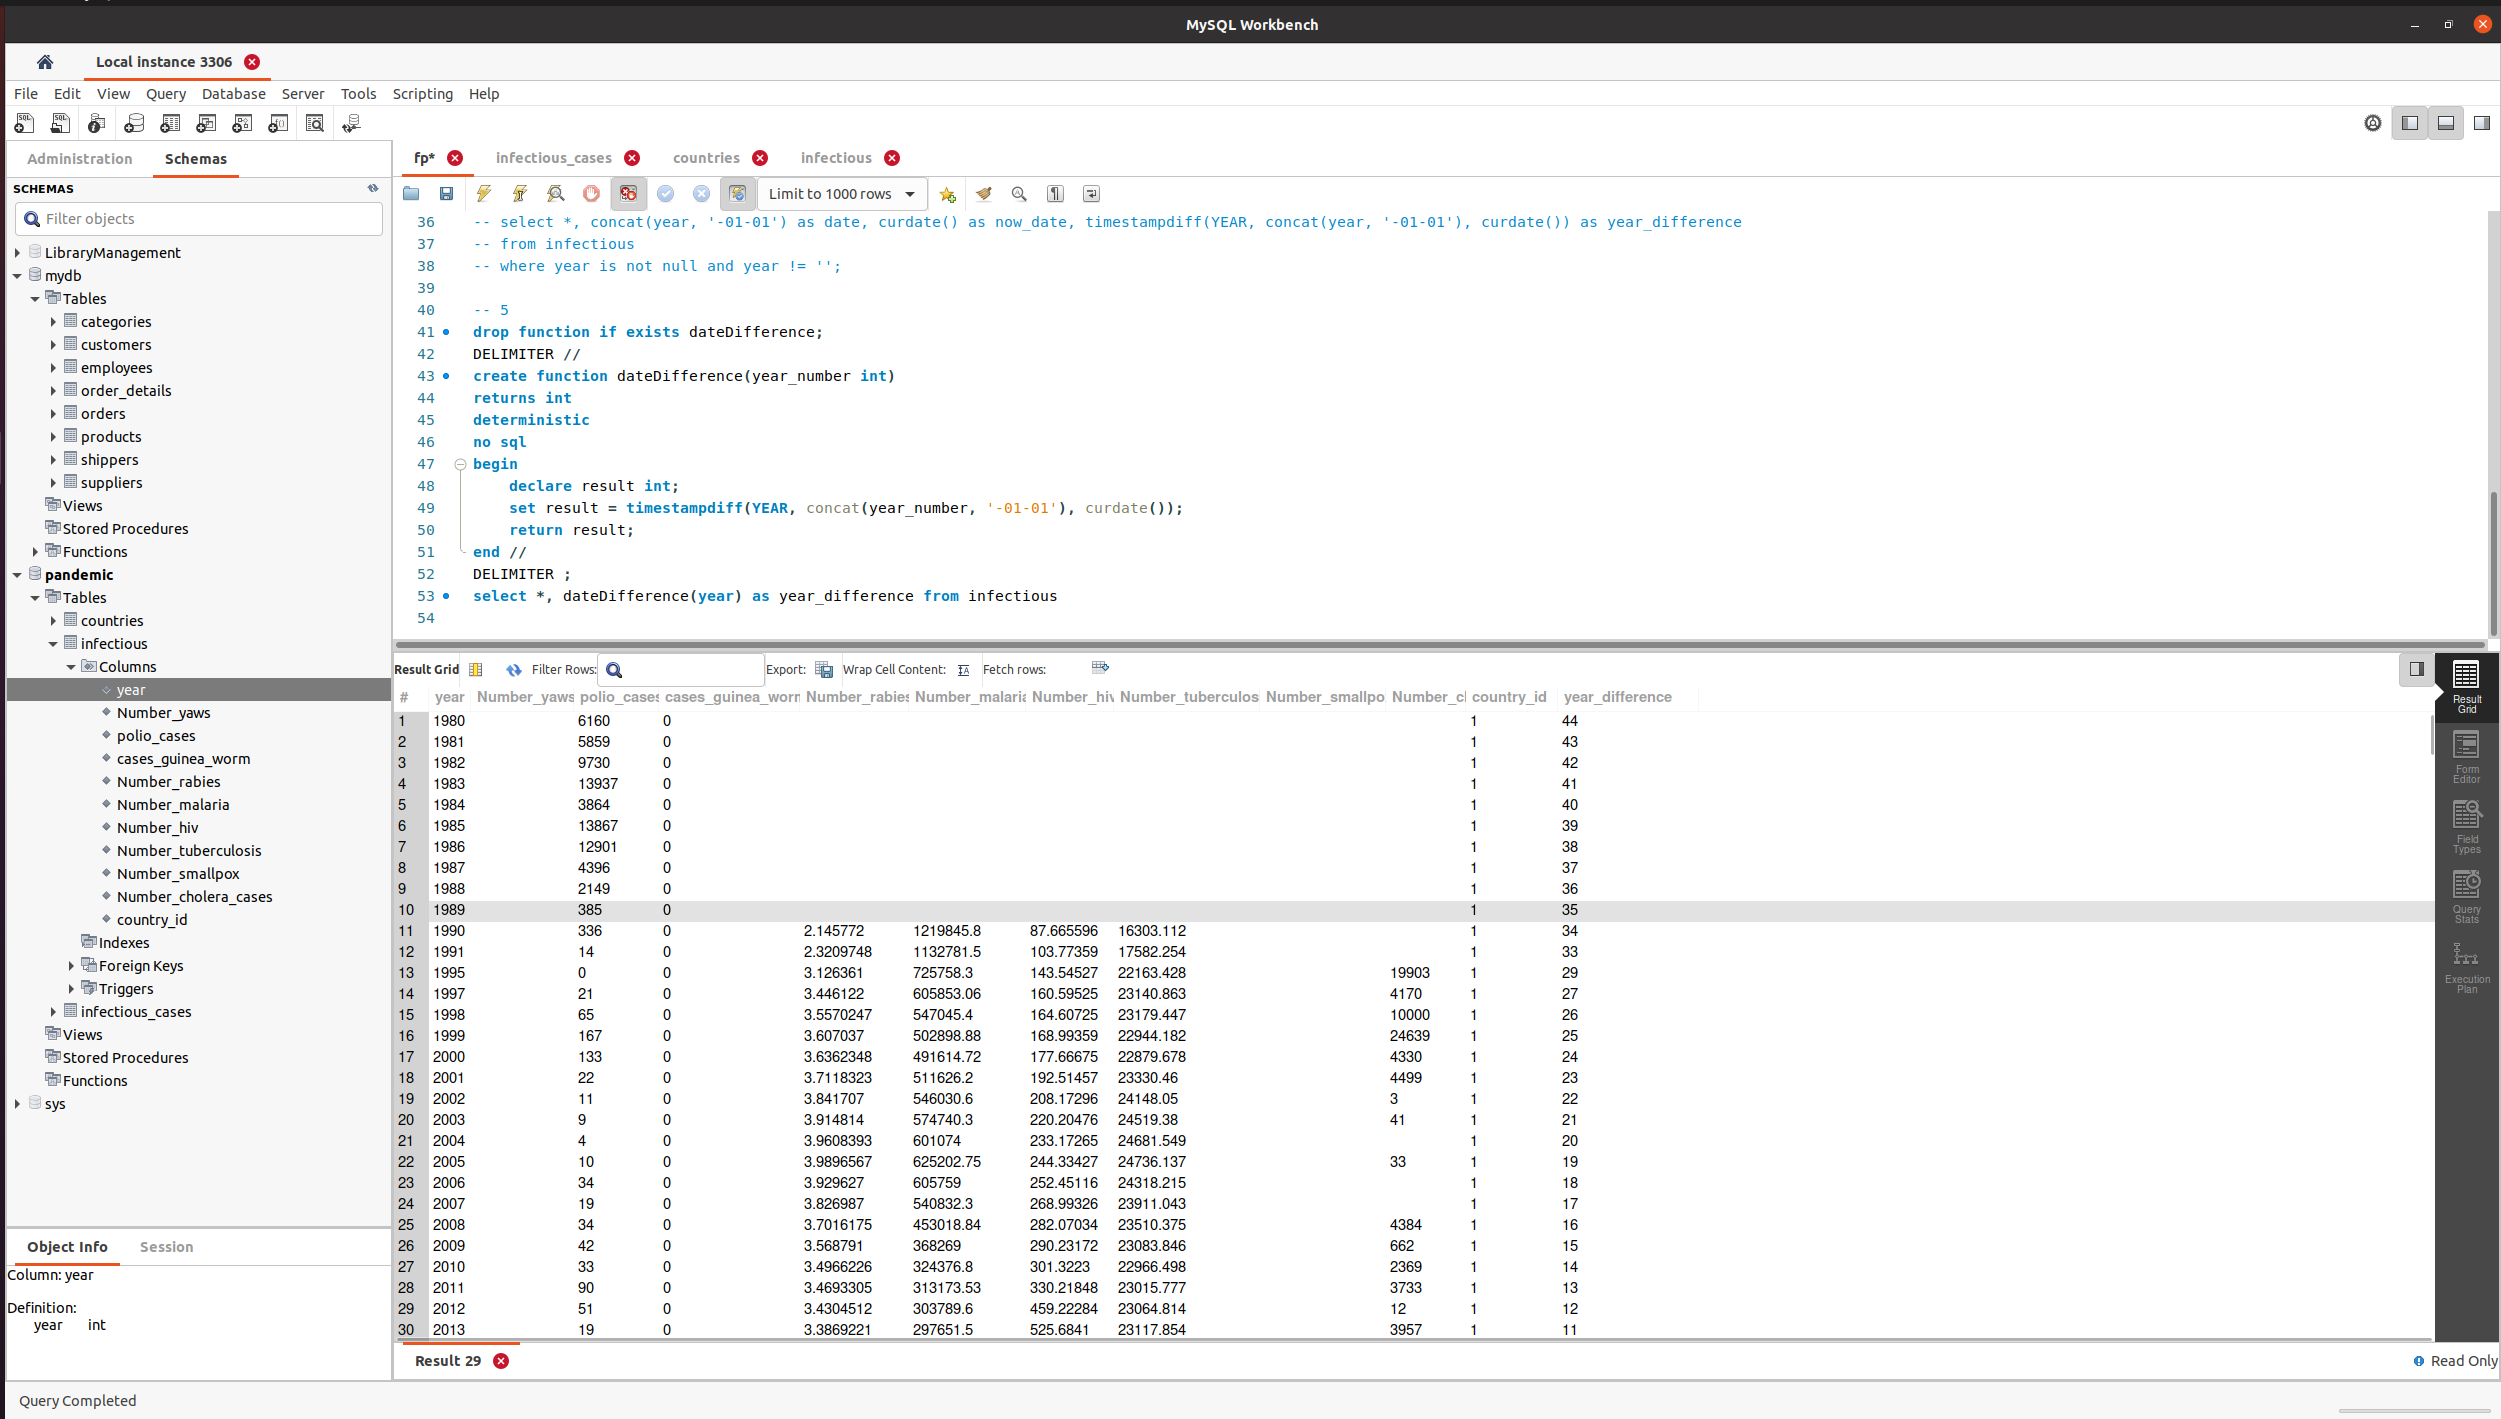 MySQL Workbench
Local instance 3306
File Edit View Query Database Server Tools Scripting Help
Administration Schemas
SCHEMAS
Filter objects
LibraryManagement
mydb
Tables
categories
customers
employees
order_details
orders
products
shippers
suppliers
Views
Stored Procedures
Functions
pandemic
Tables
countries
infectious
Columns
year
Number_yaws
polio_cases
cases_guinea_worm
Number_rabies
Number_malaria
Number_hiv
Number_tuberculosis
Number_smallpox
Number_cholera_cases
country_id
Indexes
Foreign Keys
Triggers
infectious_cases
Views
Stored Procedures
Functions
sys
Object Info Session
Column: year
Definition:
year int
fp* infectious_cases countries infectious
Limit to 1000 rows
36 -- select *, concat(year, '-01-01') as date, curdate() as now_date, timestampdiff(YEAR, concat(year, '-01-01'), curdate()) as year_difference
37 -- from infectious
38 -- where year is not null and year != '';
39
40 -- 5
41 drop function if exists dateDifference;
42 DELIMITER //
43 create function dateDifference(year_number int)
44 returns int
45 deterministic
46 no sql
47 begin
48 declare result int;
49 set result = timestampdiff(YEAR, concat(year_number, '-01-01'), curdate());
50 return result;
51 end //
52 DELIMITER ;
53 select *, dateDifference(year) as year_difference from infectious
54
Result Grid Filter Rows: Export: Wrap Cell Content: Fetch rows:
# year Number_yaws polio_cases cases_guinea_worm Number_rabies Number_malaria Number_hiv Number_tuberculos Number_smallpo Number_cl country_id year_difference
1 1980 6160 0 1 44
2 1981 5859 0 1 43
3 1982 9730 0 1 42
4 1983 13937 0 1 41
5 1984 3864 0 1 40
6 1985 13867 0 1 39
7 1986 12901 0 1 38
8 1987 4396 0 1 37
9 1988 2149 0 1 36
10 1989 385 0 1 35
11 1990 336 0 2.145772 1219845.8 87.665596 16303.112 1 34
12 1991 14 0 2.3209748 1132781.5 103.77359 17582.254 1 33
13 1995 0 0 3.126361 725758.3 143.54527 22163.428 19903 1 29
14 1997 21 0 3.446122 605853.06 160.59525 23140.863 4170 1 27
15 1998 65 0 3.5570247 547045.4 164.60725 23179.447 10000 1 26
16 1999 167 0 3.607037 502898.88 168.99359 22944.182 24639 1 25
17 2000 133 0 3.6362348 491614.72 177.66675 22879.678 4330 1 24
18 2001 22 0 3.7118323 511626.2 192.51457 23330.46 4499 1 23
19 2002 11 0 3.841707 546030.6 208.17296 24148.05 3 1 22
20 2003 9 0 3.914814 574740.3 220.20476 24519.38 41 1 21
21 2004 4 0 3.9608393 601074 233.17265 24681.549 1 20
22 2005 10 0 3.9896567 625202.75 244.33427 24736.137 33 1 19
23 2006 34 0 3.929627 605759 252.45116 24318.215 1 18
24 2007 19 0 3.826987 540832.3 268.99326 23911.043 1 17
25 2008 34 0 3.7016175 453018.84 282.07034 23510.375 4384 1 16
26 2009 42 0 3.568791 368269 290.23172 23083.846 662 1 15
27 2010 33 0 3.4966226 324376.8 301.3223 22966.498 2369 1 14
28 2011 90 0 3.4693305 313173.53 330.21848 23015.777 3733 1 13
29 2012 51 0 3.4304512 303789.6 459.22284 23064.814 12 1 12
30 2013 19 0 3.3869221 297651.5 525.6841 23117.854 3957 1 11
Result Grid
Form Editor
Field Types
Query Stats
Execution Plan
Result 29
Read Only
Query Completed